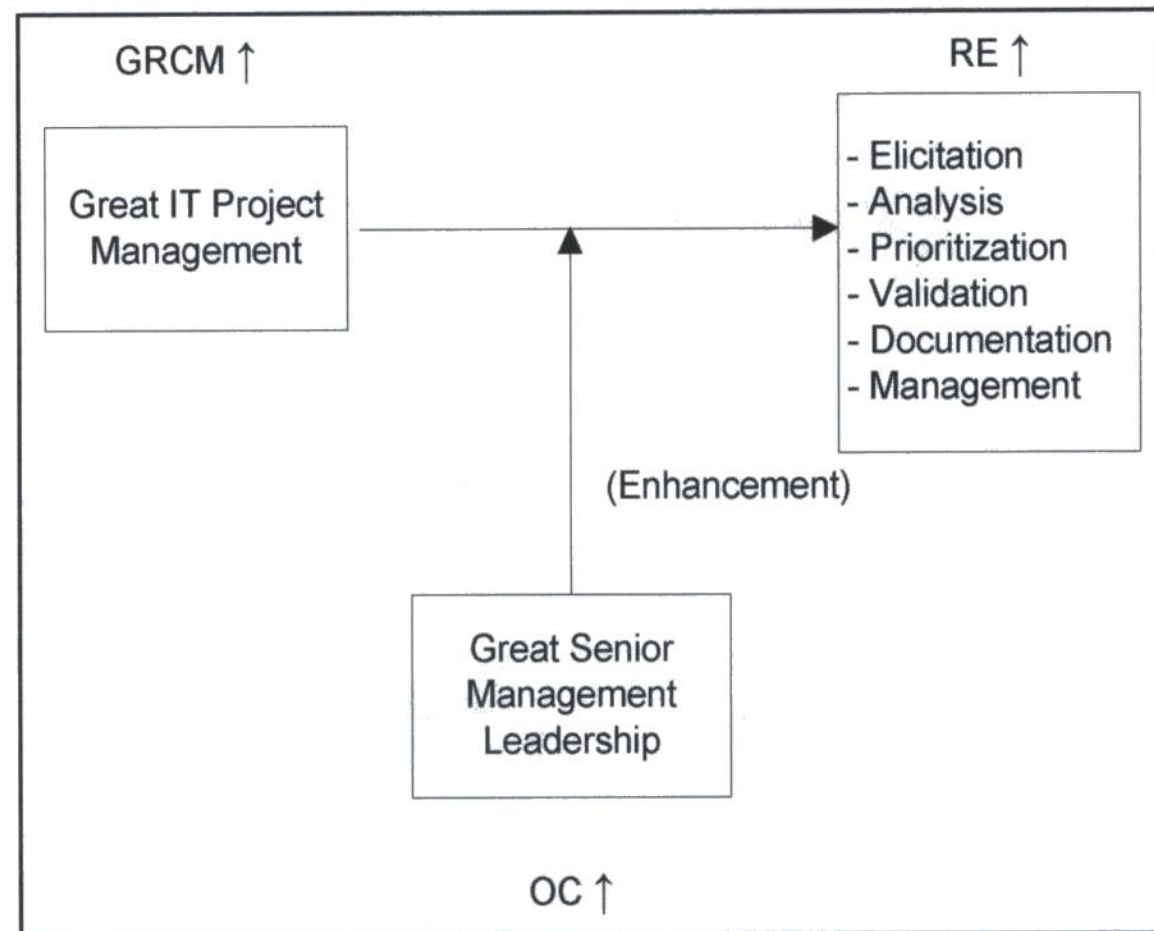 GRCM ↑
RE ↑
Great IT Project
Management
- Elicitation
- Analysis
- Prioritization
- Validation
- Documentation
- Management
(Enhancement)
Great Senior
Management
Leadership
OC ↑